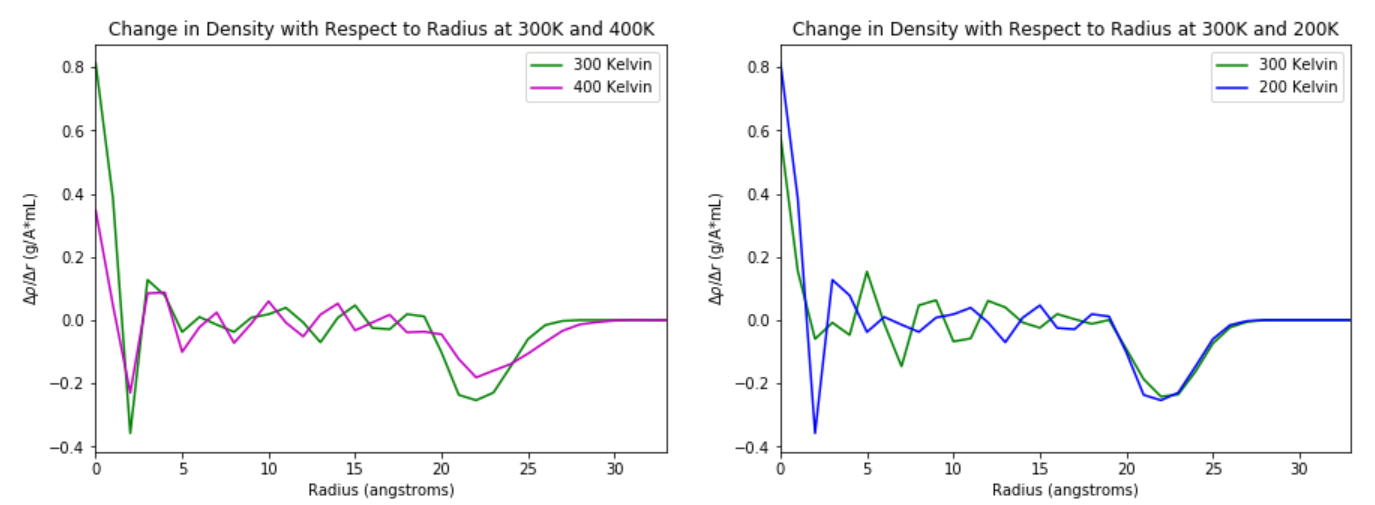 Change in Density with Respect to Radius at 300K and 400K
300 Kelvin
400 Kelvin
0.8
0.6
0.4
0.2
0.0
−0.2
−0.4
Δρ/Δr (g/A*mL)
0 5 10 15 20 25 30
Radius (angstroms)
Change in Density with Respect to Radius at 300K and 200K
300 Kelvin
200 Kelvin
0.8
0.6
0.4
0.2
0.0
−0.2
−0.4
Δρ/Δr (g/A*mL)
0 5 10 15 20 25 30
Radius (angstroms)